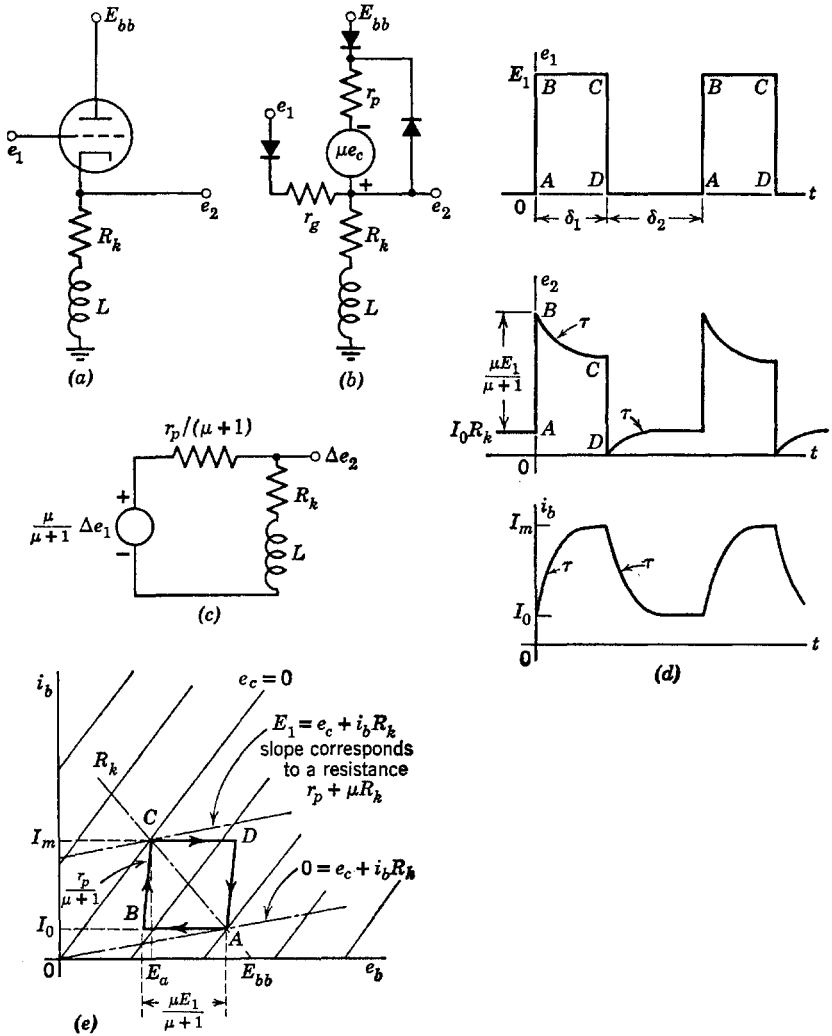 E_bb
e_1
e_2
R_k
L
(a)
E_bb
r_p
e_1
μe_c
−
+
r_g
e_2
R_k
L
(b)
r_p/(μ+1)
Δe_2
+
μ/(μ+1) Δe_1
−
R_k
L
(c)
e_1
E_1
B C B C
A D A D
0 t
δ_1 δ_2
e_2
B
τ
μE_1/(μ+1)
C
τ
I_0R_k
A
D
0 t
i_b
I_m
τ τ
I_0
0 t
(d)
i_b
e_c = 0
E_1 = e_c + i_bR_k
slope corresponds
to a resistance
r_p + μR_k
R_k
C
I_m
D
r_p/(μ+1)
0 = e_c + i_bR_k
B
I_0
A
0 E_a E_bb e_b
μE_1/(μ+1)
(e)